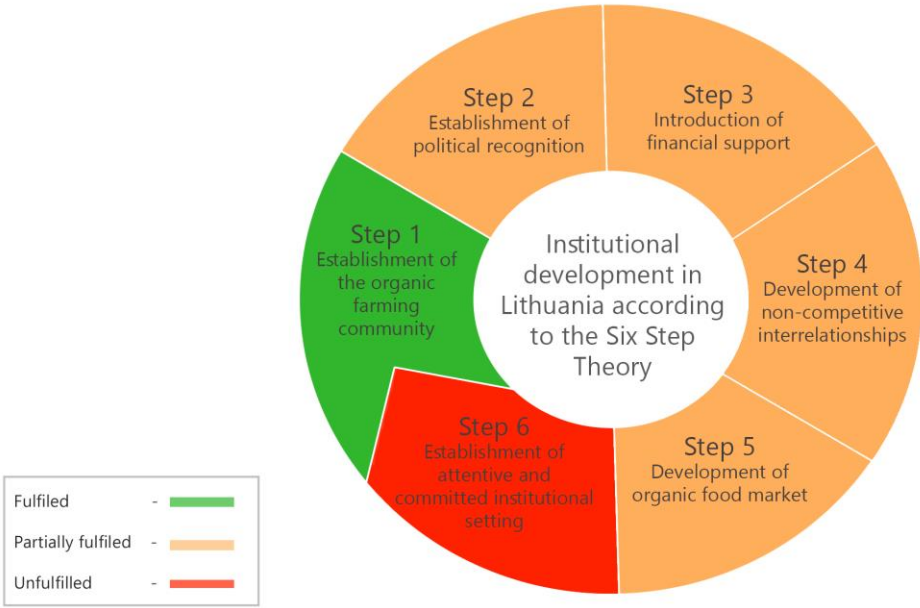 Step 1
Establishment of
the organic
farming
community
Step 2
Establishment of
political recognition
Step 3
Introduction of
financial support
Step 4
Development of
non-competitive
interrelationships
Step 5
Development of
organic food market
Step 6
Establishment of
attentive and
committed institutional
setting
Institutional
development in
Lithuania according
to the Six Step
Theory
Fulfiled -
Partially fulfilled -
Unfulfilled -